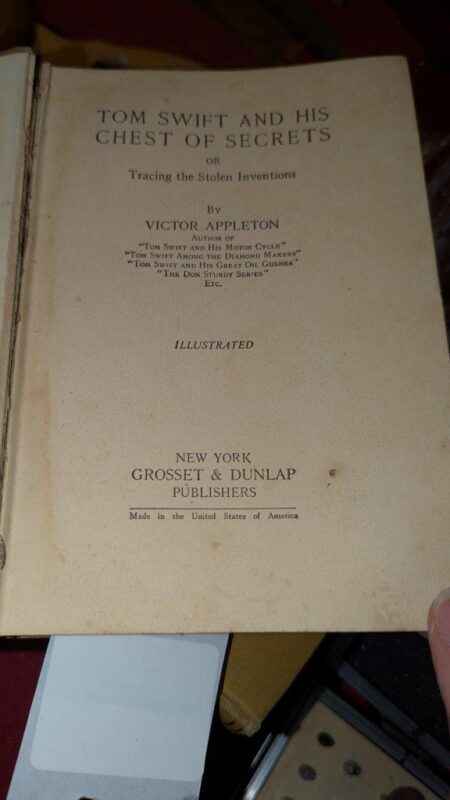 TOM SWIFT AND HIS
CHEST OF SECRETS
OR
Tracing the Stolen Inventions
BY
VICTOR APPLETON
AUTHOR OF
"TOM SWIFT AND HIS MOTOR CYCLE"
"TOM SWIFT AMONG THE DIAMOND MAKERS"
"TOM SWIFT AND HIS GREAT OIL GUSHER"
"THE DON STURDY SERIES"
ETC.
ILLUSTRATED
NEW YORK
GROSSET & DUNLAP
PUBLISHERS
Made in the United States of America